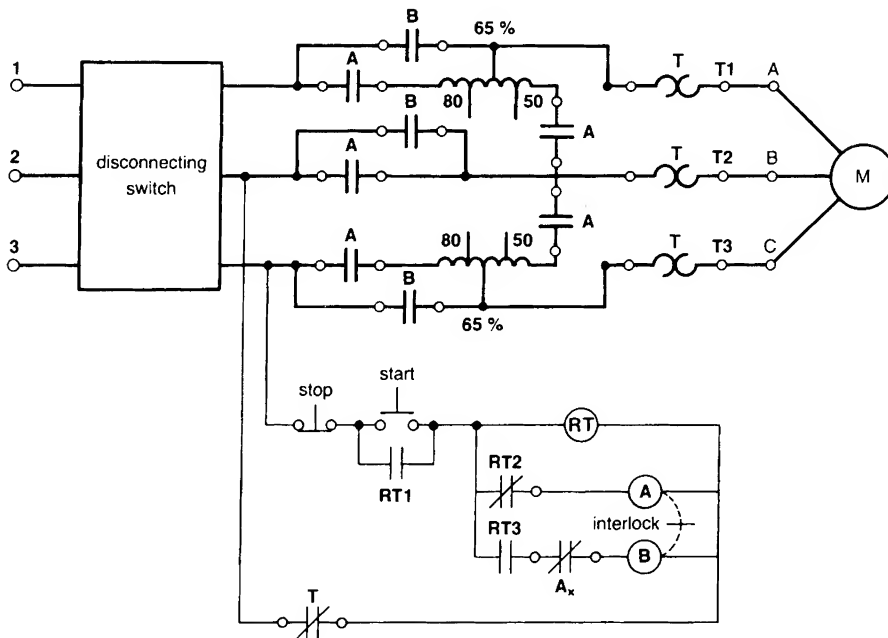 B
65 %
A
T
T1
A
1
80
50
B
A
2
disconnecting
switch
A
T
T2
B
M
A
3
A
80
50
T
T3
C
B
65 %
start
stop
RT
RT1
RT2
A
interlock
RT3
B
Ax
T